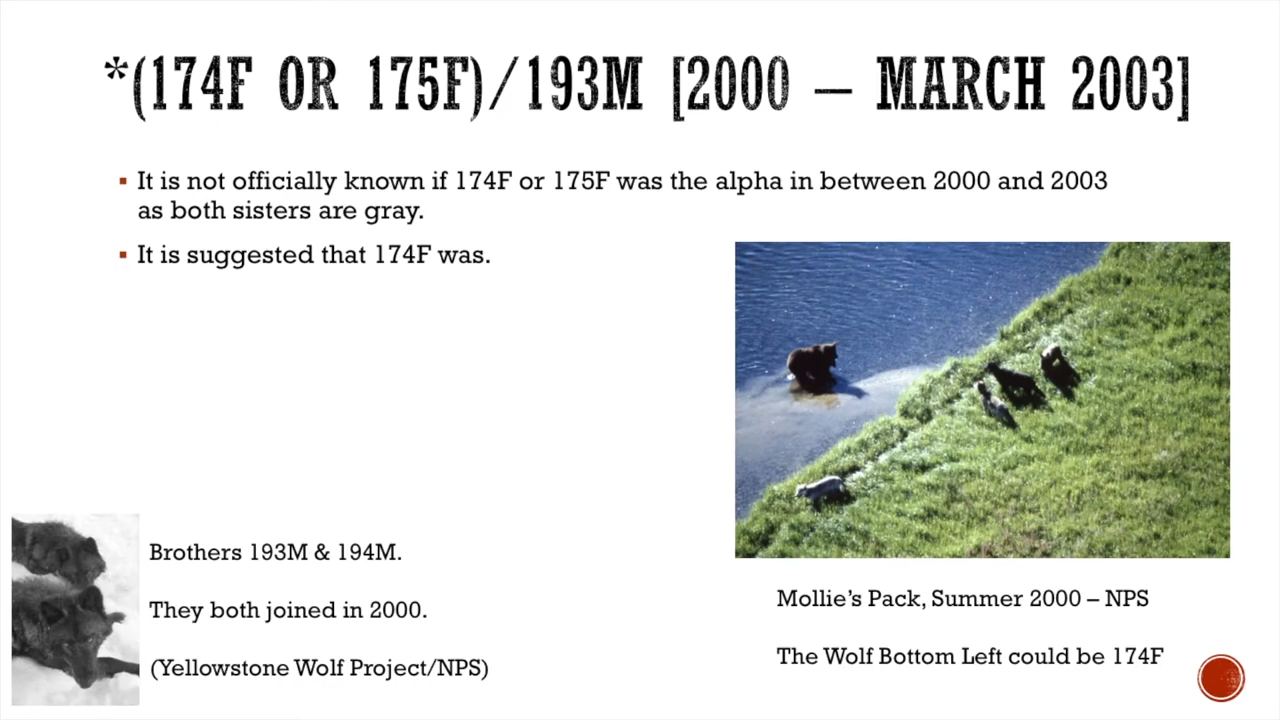 *(174F OR 175F)/193M [2000 – MARCH 2003]
▪ It is not officially known if 174F or 175F was the alpha in between 2000 and 2003
as both sisters are gray.
▪ It is suggested that 174F was.
Brothers 193M & 194M.
They both joined in 2000.
(Yellowstone Wolf Project/NPS)
Mollie’s Pack, Summer 2000 – NPS
The Wolf Bottom Left could be 174F